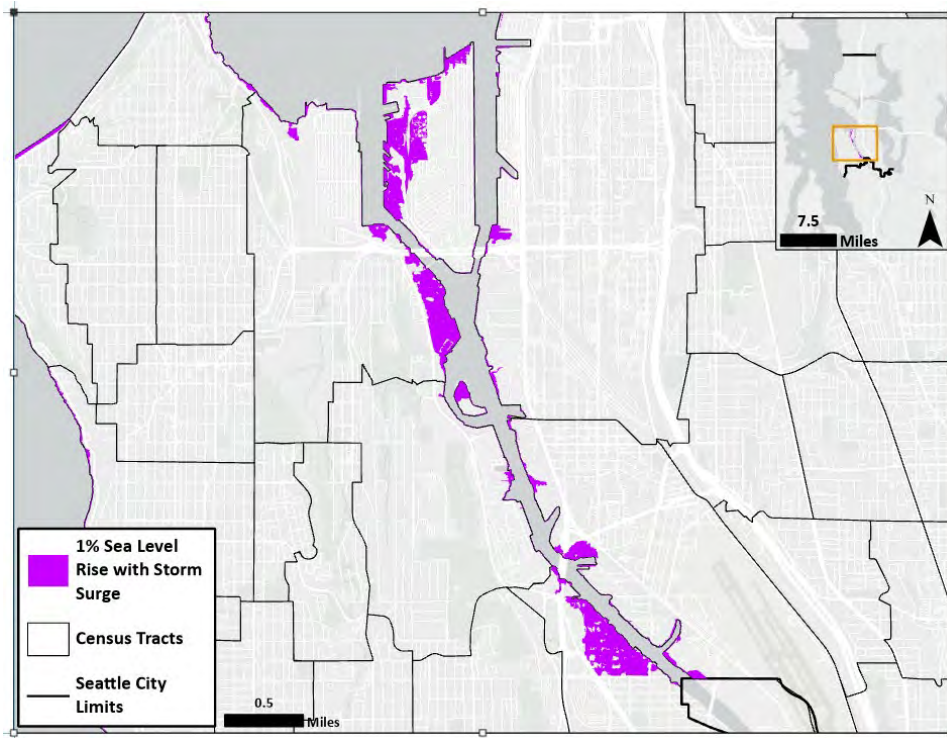 N
7.5
Miles
1% Sea Level
Rise with Storm
Surge
Census Tracts
Seattle City
Limits
0.5
Miles